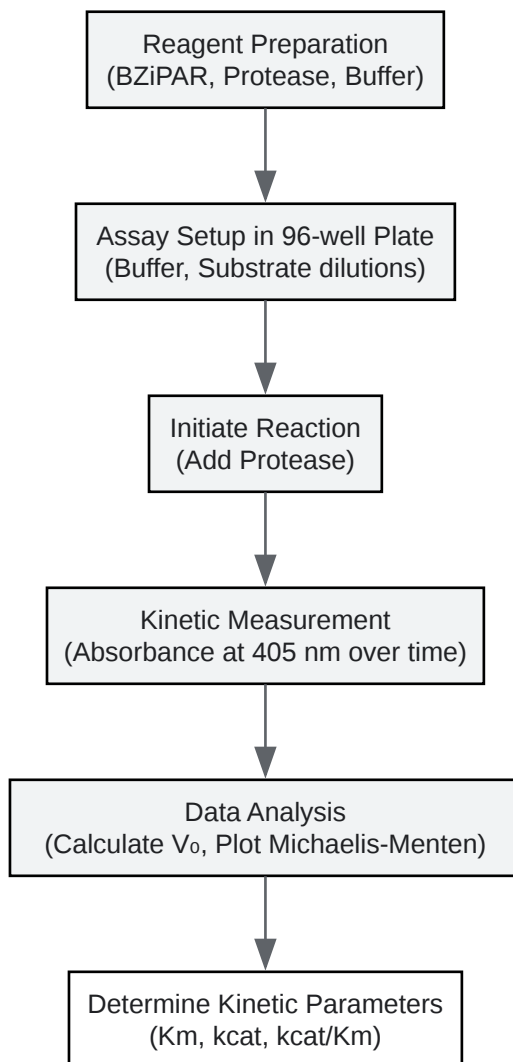 Reagent Preparation
(BZiPAR, Protease, Buffer)
Assay Setup in 96-well Plate
(Buffer, Substrate dilutions)
Initiate Reaction
(Add Protease)
Kinetic Measurement
(Absorbance at 405 nm over time)
Data Analysis
(Calculate V₀, Plot Michaelis-Menten)
Determine Kinetic Parameters
(Km, kcat, kcat/Km)